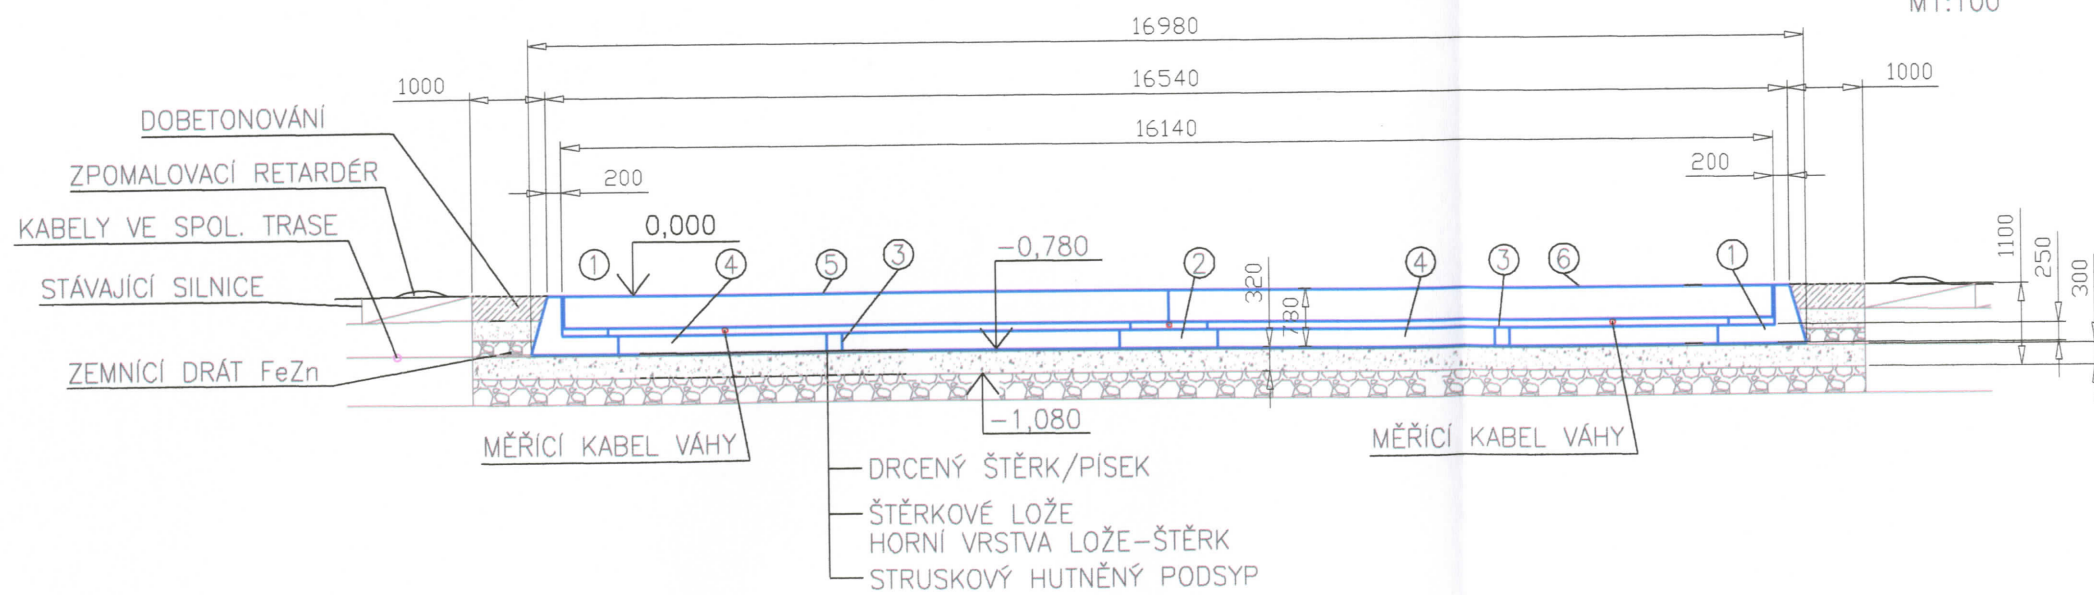 M1:100
16980
1000
16540
1000
DOBETONOVÁNÍ
16140
ZPOMALOVACÍ RETARDÉR
200
200
KABELY VE SPOL. TRASE
0,000
-0,780
1
4
5
3
2
4
3
6
1
STÁVAJÍCÍ SILNICE
320
780
1100
250
300
ZEMNÍCÍ DRÁT FeZn
-1,080
MĚŘÍCÍ KABEL VÁHY
MĚŘÍCÍ KABEL VÁHY
DRCENÝ ŠTĚRK/PÍSEK
ŠTĚRKOVÉ LOŽE
HORNÍ VRSTVA LOŽE-ŠTĚRK
STRUSKOVÝ HUTNĚNÝ PODSYP